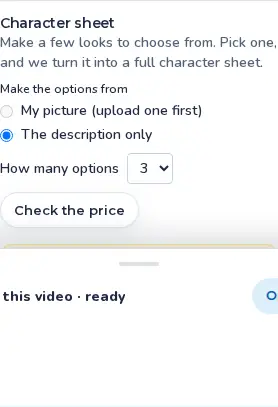 Character sheet
Make a few looks to choose from. Pick one,
and we turn it into a full character sheet.
Make the options from
My picture (upload one first)
The description only
How many options 3
Check the price
this video · ready